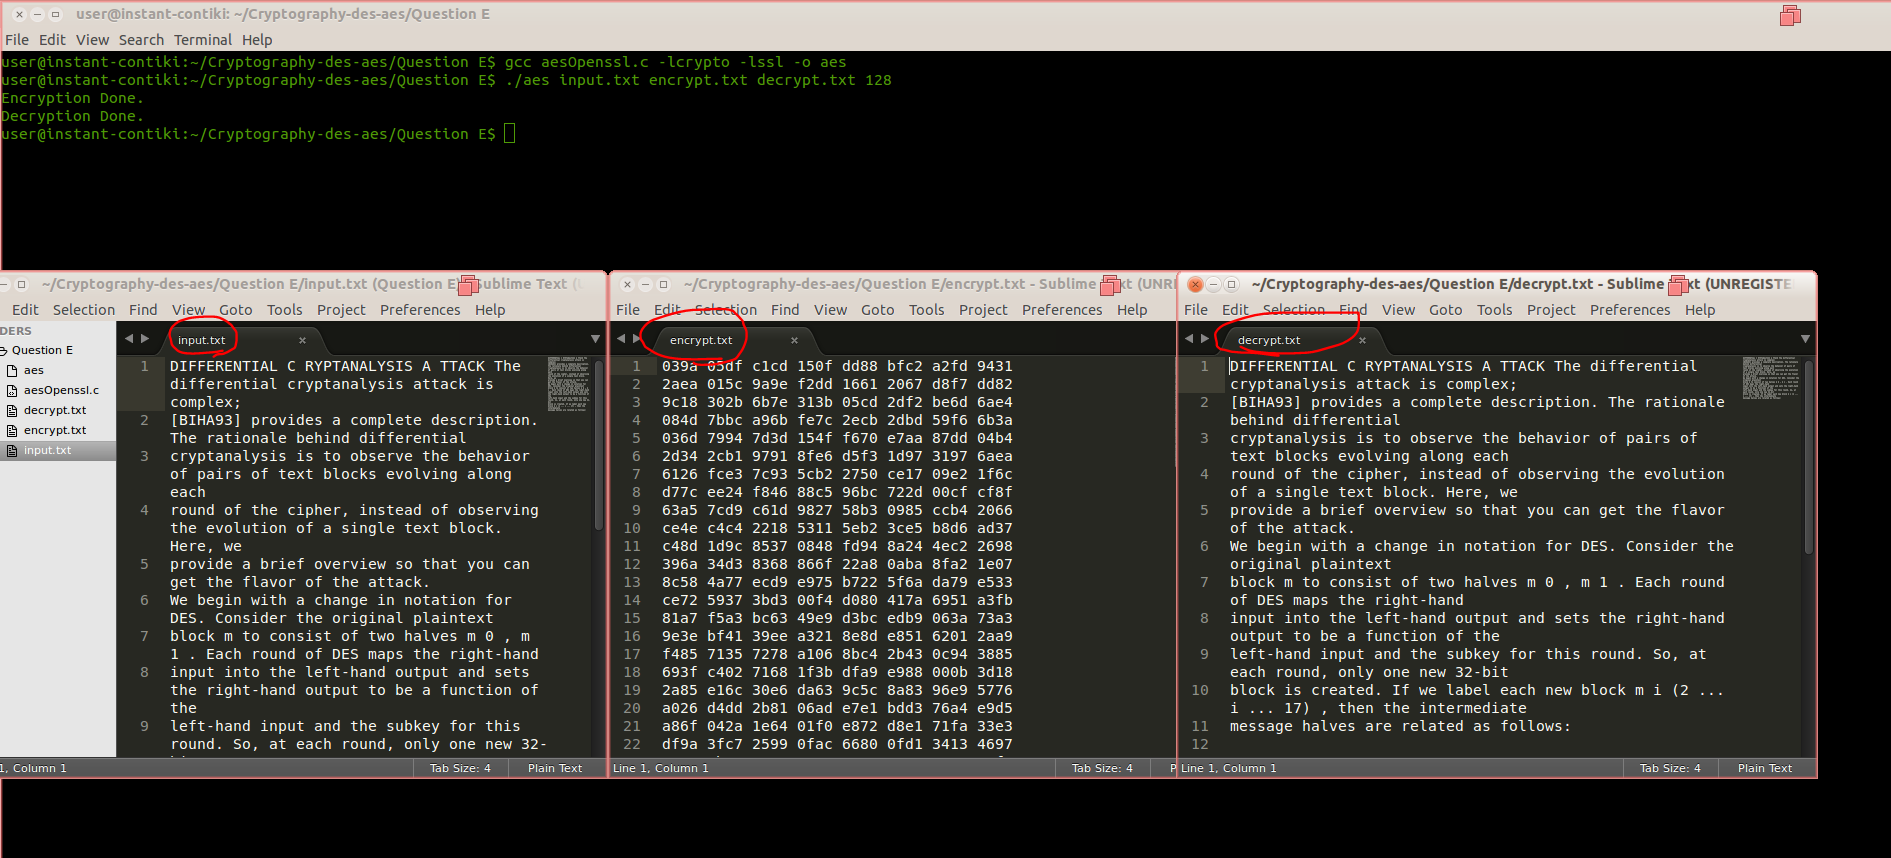 user@instant-contiki: ~/Cryptography-des-aes/Question E
File Edit View Search Terminal Help
user@instant-contiki:~/Cryptography-des-aes/Question E$ gcc aesOpenssl.c -lcrypto -lssl -o aes
user@instant-contiki:~/Cryptography-des-aes/Question E$ ./aes input.txt encrypt.txt decrypt.txt 128
Encryption Done.
Decryption Done.
user@instant-contiki:~/Cryptography-des-aes/Question E$
~/Cryptography-des-aes/Question E/input.txt (Question E) Sublime Text (
Edit Selection Find View Goto Tools Project Preferences Help
DERS
Question E
aes
aesOpenssl.c
decrypt.txt
encrypt.txt
input.txt
input.txt
1 DIFFERENTIAL C RYPTANALYSIS A TTACK The
differential cryptanalysis attack is
complex;
2 [BIHA93] provides a complete description.
The rationale behind differential
3 cryptanalysis is to observe the behavior
of pairs of text blocks evolving along
each
4 round of the cipher, instead of observing
the evolution of a single text block.
Here, we
5 provide a brief overview so that you can
get the flavor of the attack.
6 We begin with a change in notation for
DES. Consider the original plaintext
7 block m to consist of two halves m 0 , m
1 . Each round of DES maps the right-hand
8 input into the left-hand output and sets
the right-hand output to be a function of
the
9 left-hand input and the subkey for this
round. So, at each round, only one new 32-
1, Column 1
Tab Size: 4
Plain Text
~/Cryptography-des-aes/Question E/encrypt.txt - Sublime xt (UNRI
File Edit Selection Find View Goto Tools Project Preferences Help
encrypt.txt
1 039a 05df c1cd 150f dd88 bfc2 a2fd 9431
2 2aea 015c 9a9e f2dd 1661 2067 d8f7 dd82
3 9c18 302b 6b7e 313b 05cd 2df2 be6d 6ae4
4 084d 7bbc a96b fe7c 2ecb 2dbd 59f6 6b3a
5 036d 7994 7d3d 154f f670 e7aa 87dd 04b4
6 2d34 2cb1 9791 8fe6 d5f3 1d97 3197 6aea
7 6126 fce3 7c93 5cb2 2750 ce17 09e2 1f6c
8 d77c ee24 f846 88c5 96bc 722d 00cf cf8f
9 63a5 7cd9 c61d 9827 58b3 0985 ccb4 2066
10 ce4e c4c4 2218 5311 5eb2 3ce5 b8d6 ad37
11 c48d 1d9c 8537 0848 fd94 8a24 4ec2 2698
12 396a 34d3 8368 866f 22a8 0aba 8fa2 1e07
13 8c58 4a77 ecd9 e975 b722 5f6a da79 e533
14 ce72 5937 3bd3 00f4 d080 417a 6951 a3fb
15 81a7 f5a3 bc63 49e9 d3bc edb9 063a 73a3
16 9e3e bf41 39ee a321 8e8d e851 6201 2aa9
17 f485 7135 7278 a106 8bc4 2b43 0c94 3885
18 693f c402 7168 1f3b dfa9 e988 000b 3d18
19 2a85 e16c 30e6 da63 9c5c 8a83 96e9 5776
20 a026 d4dd 2b81 06ad e7e1 bdd3 76a4 e9d5
21 a86f 042a 1e64 01f0 e872 d8e1 71fa 33e3
22 df9a 3fc7 2599 0fac 6680 0fd1 3413 4697
Line 1, Column 1
Tab Size: 4
P
~/Cryptography-des-aes/Question E/decrypt.txt - Sublime xt (UNREGISTE
File Edit Selection Find View Goto Tools Project Preferences Help
decrypt.txt
1 DIFFERENTIAL C RYPTANALYSIS A TTACK The differential
cryptanalysis attack is complex;
2 [BIHA93] provides a complete description. The rationale
behind differential
3 cryptanalysis is to observe the behavior of pairs of
text blocks evolving along each
4 round of the cipher, instead of observing the evolution
of a single text block. Here, we
5 provide a brief overview so that you can get the flavor
of the attack.
6 We begin with a change in notation for DES. Consider the
original plaintext
7 block m to consist of two halves m 0 , m 1 . Each round
of DES maps the right-hand
8 input into the left-hand output and sets the right-hand
output to be a function of the
9 left-hand input and the subkey for this round. So, at
each round, only one new 32-bit
10 block is created. If we label each new block m i (2 ...
i ... 17) , then the intermediate
11 message halves are related as follows:
12
Line 1, Column 1
Tab Size: 4
Plain Text